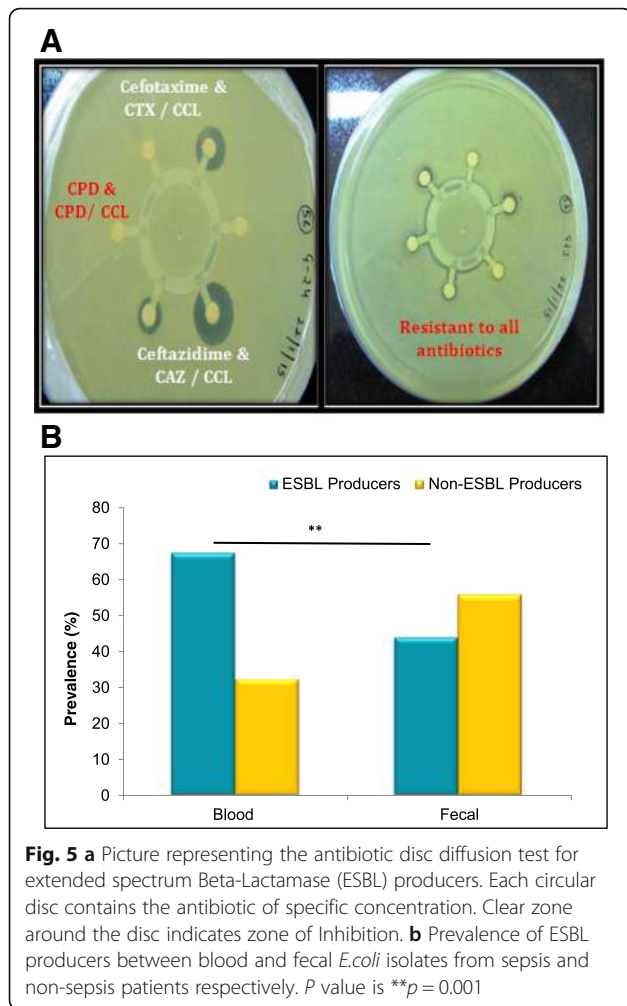 A
Cefotaxime &
CTX / CCL
CPD &
CPD/ CCL
Ceftazidime &
CAZ / CCL
Resistant to all
antibiotics
B
ESBL Producers Non-ESBL Producers
**
80
70
60
50
40
30
20
10
0
Prevalence (%)
Blood Fecal
Fig. 5 a Picture representing the antibiotic disc diffusion test for
extended spectrum Beta-Lactamase (ESBL) producers. Each circular
disc contains the antibiotic of specific concentration. Clear zone
around the disc indicates zone of Inhibition. b Prevalence of ESBL
producers between blood and fecal E.coli isolates from sepsis and
non-sepsis patients respectively. P value is **p = 0.001